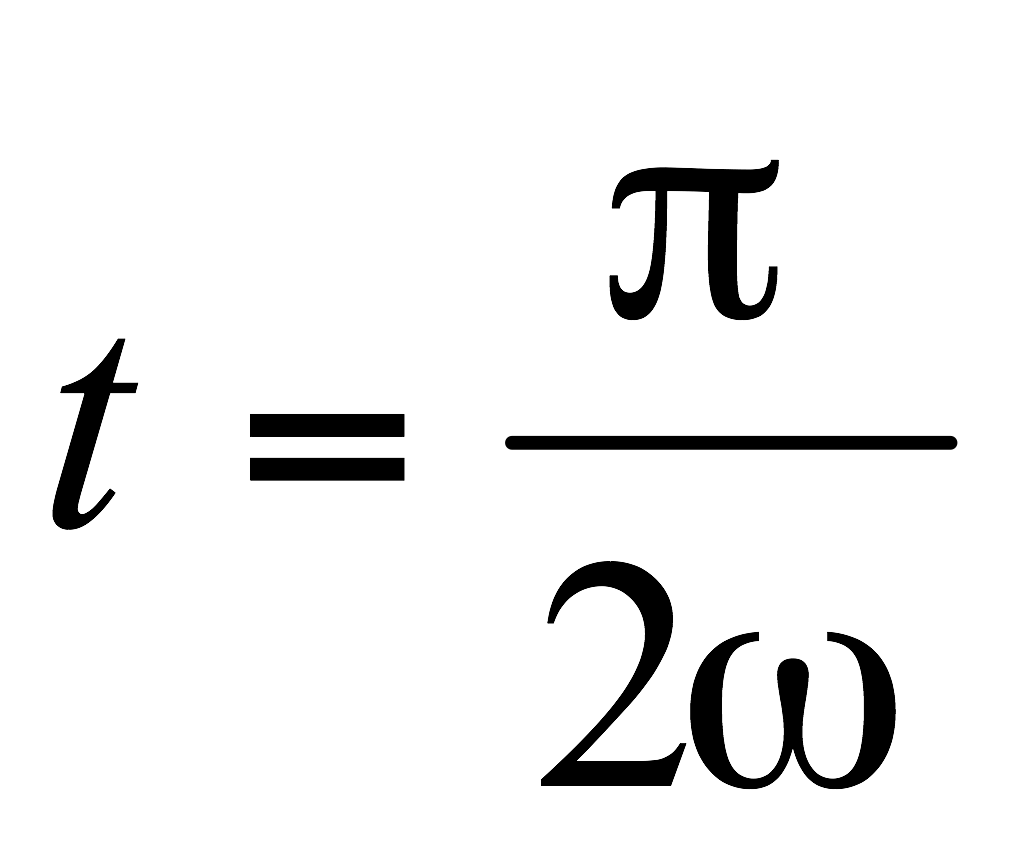 t = π / 2ω